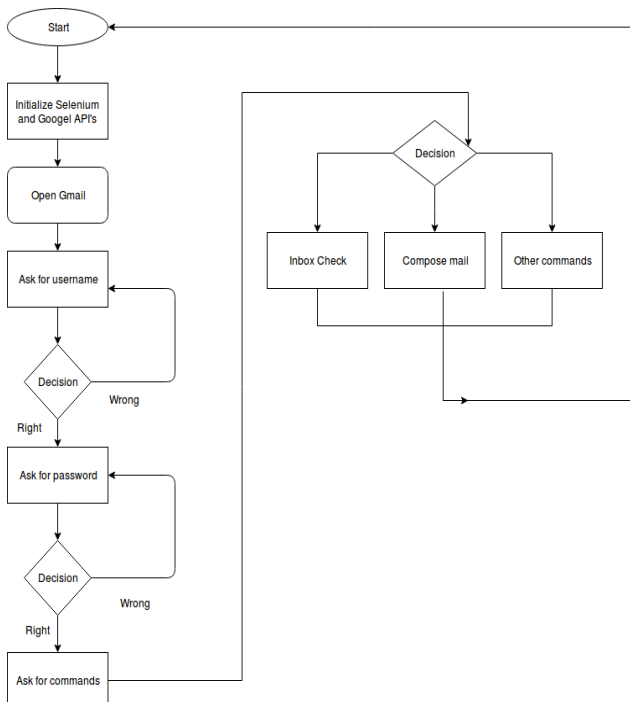 Start
Initialize Selenium
and Googel API's
Open Gmail
Ask for username
Decision
Wrong
Right
Ask for password
Decision
Wrong
Right
Ask for commands
Decision
Inbox Check
Compose mail
Other commands